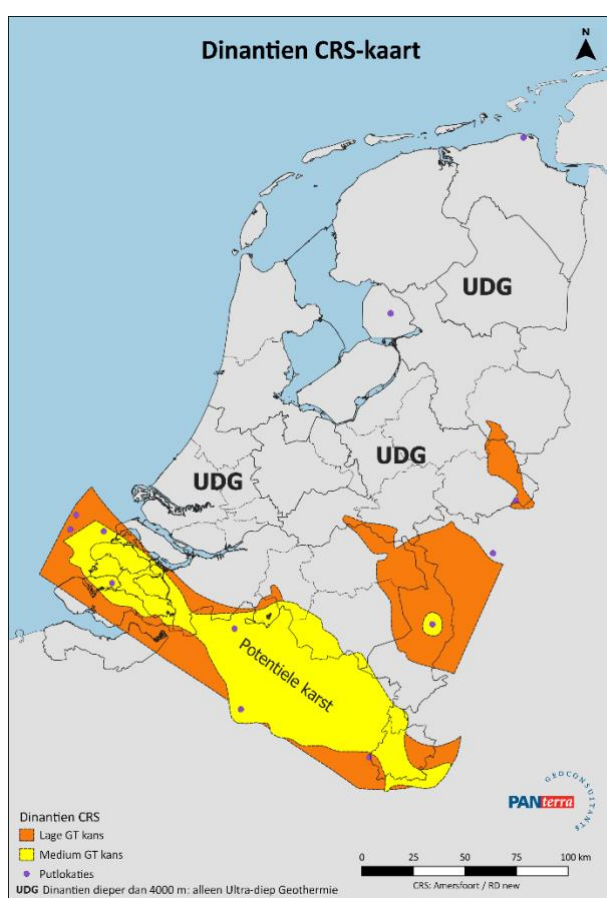 Dinantien CRS-kaart
N
UDG
UDG
UDG
Potentiele karst
GEOCONSULTANTS
PANterra
Dinantien CRS
Lage GT kans
Medium GT kans
Putlokaties
UDG Dinantien dieper dan 4000 m: alleen Ultra-diep Geothermie
0 25 50 75 100 km
CRS: Amersfoort / RD new